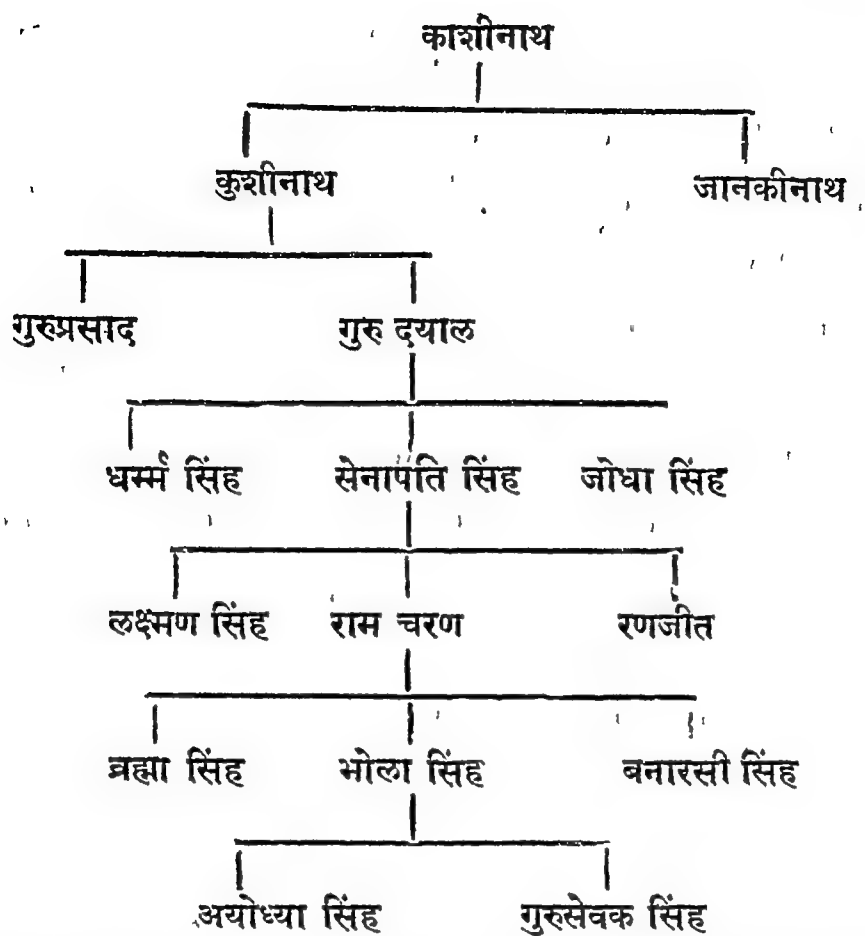 काशीनाथ
कुशीनाथ जानकीनाथ
गुरुप्रसाद गुरु दयाल
धर्म्म सिंह सेनापति सिंह जोधा सिंह
लक्ष्मण सिंह राम चरण रणजीत
ब्रह्मा सिंह भोला सिंह बनारसी सिंह
अयोध्या सिंह गुरुसेवक सिंह